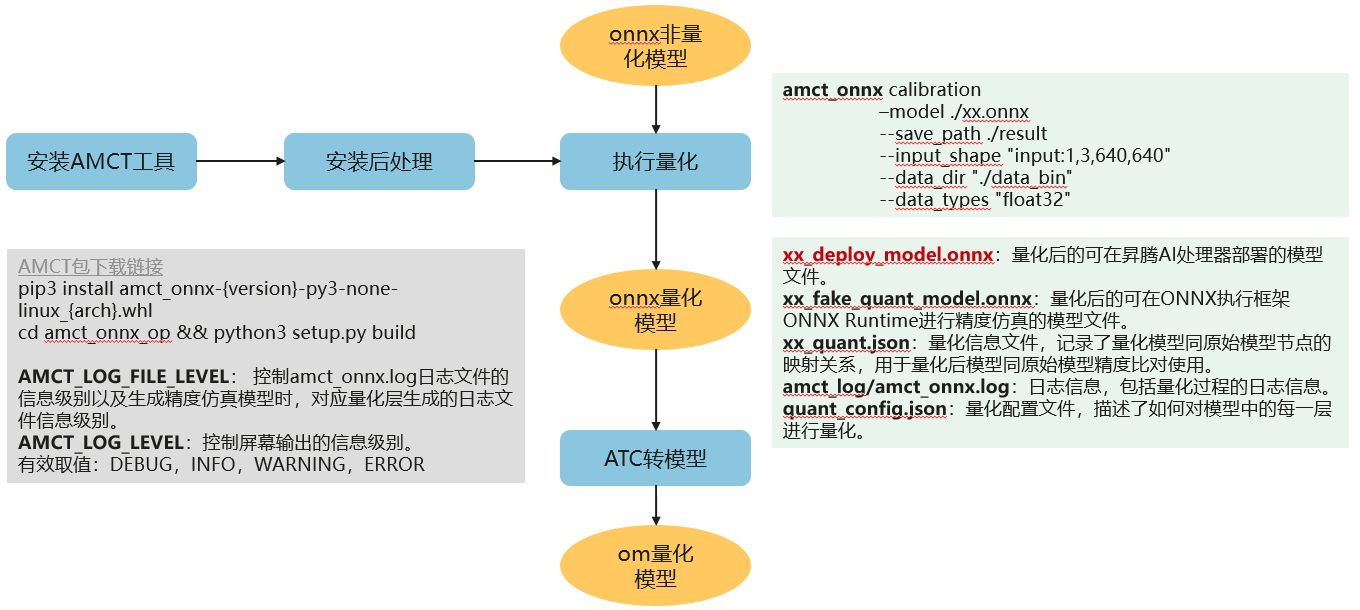 onnx非量
化模型
安装AMCT工具
安装后处理
执行量化
amct_onnx calibration
–model ./xx.onnx
--save_path ./result
--input_shape "input:1,3,640,640"
--data_dir "./data_bin"
--data_types "float32"
AMCT包下载链接
pip3 install amct_onnx-{version}-py3-none-
linux_{arch}.whl
cd amct_onnx_op && python3 setup.py build
AMCT_LOG_FILE_LEVEL： 控制amct_onnx.log日志文件的
信息级别以及生成精度仿真模型时，对应量化层生成的日志文
件信息级别。
AMCT_LOG_LEVEL：控制屏幕输出的信息级别。
有效取值：DEBUG，INFO，WARNING，ERROR
onnx量化
模型
xx_deploy_model.onnx：量化后的可在昇腾AI处理器部署的模型
文件。
xx_fake_quant_model.onnx：量化后的可在ONNX执行框架
ONNX Runtime进行精度仿真的模型文件。
xx_quant.json：量化信息文件，记录了量化模型同原始模型节点的
映射关系，用于量化后模型同原始模型精度比对使用。
amct_log/amct_onnx.log：日志信息，包括量化过程的日志信息。
quant_config.json：量化配置文件，描述了如何对模型中的每一层
进行量化。
ATC转模型
om量化
模型